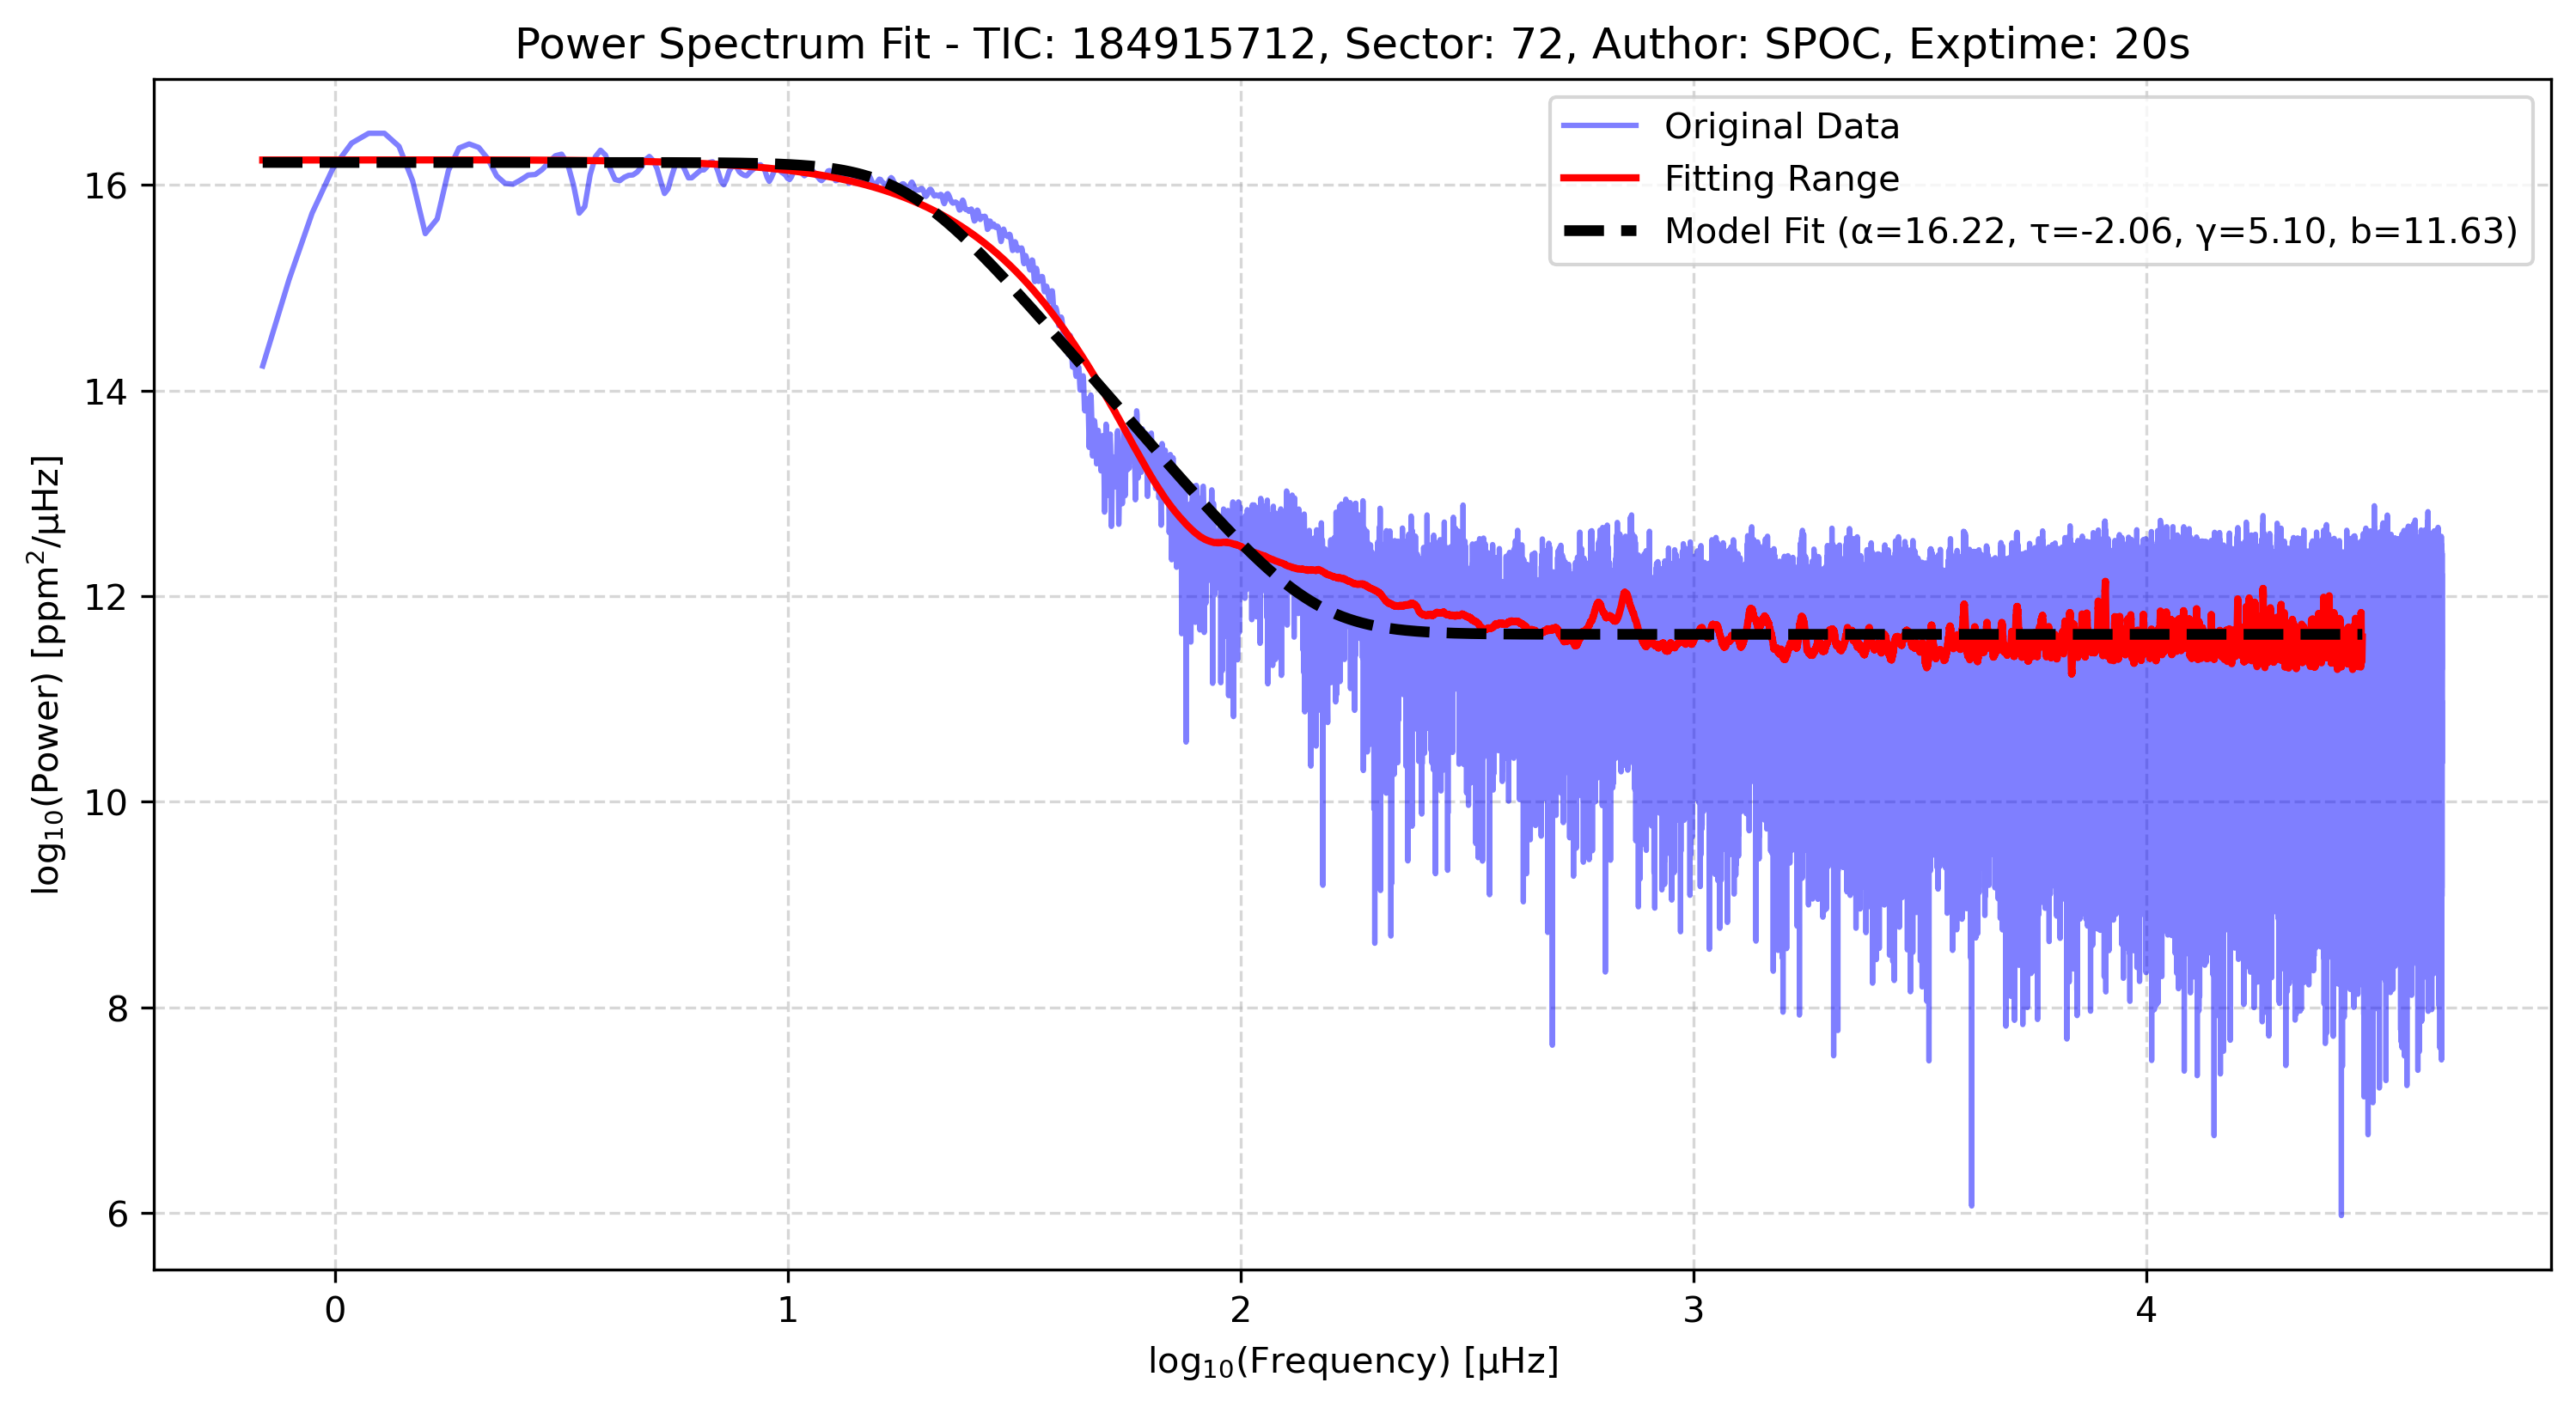 Power Spectrum Fit - TIC: 184915712, Sector: 72, Author: SPOC, Exptime: 20s
Original Data
Fitting Range
Model Fit (α=16.22, τ=-2.06, γ=5.10, b=11.63)
log₁₀(Power) [ppm²/μHz]
16
14
12
10
8
6
0 1 2 3 4
log₁₀(Frequency) [μHz]